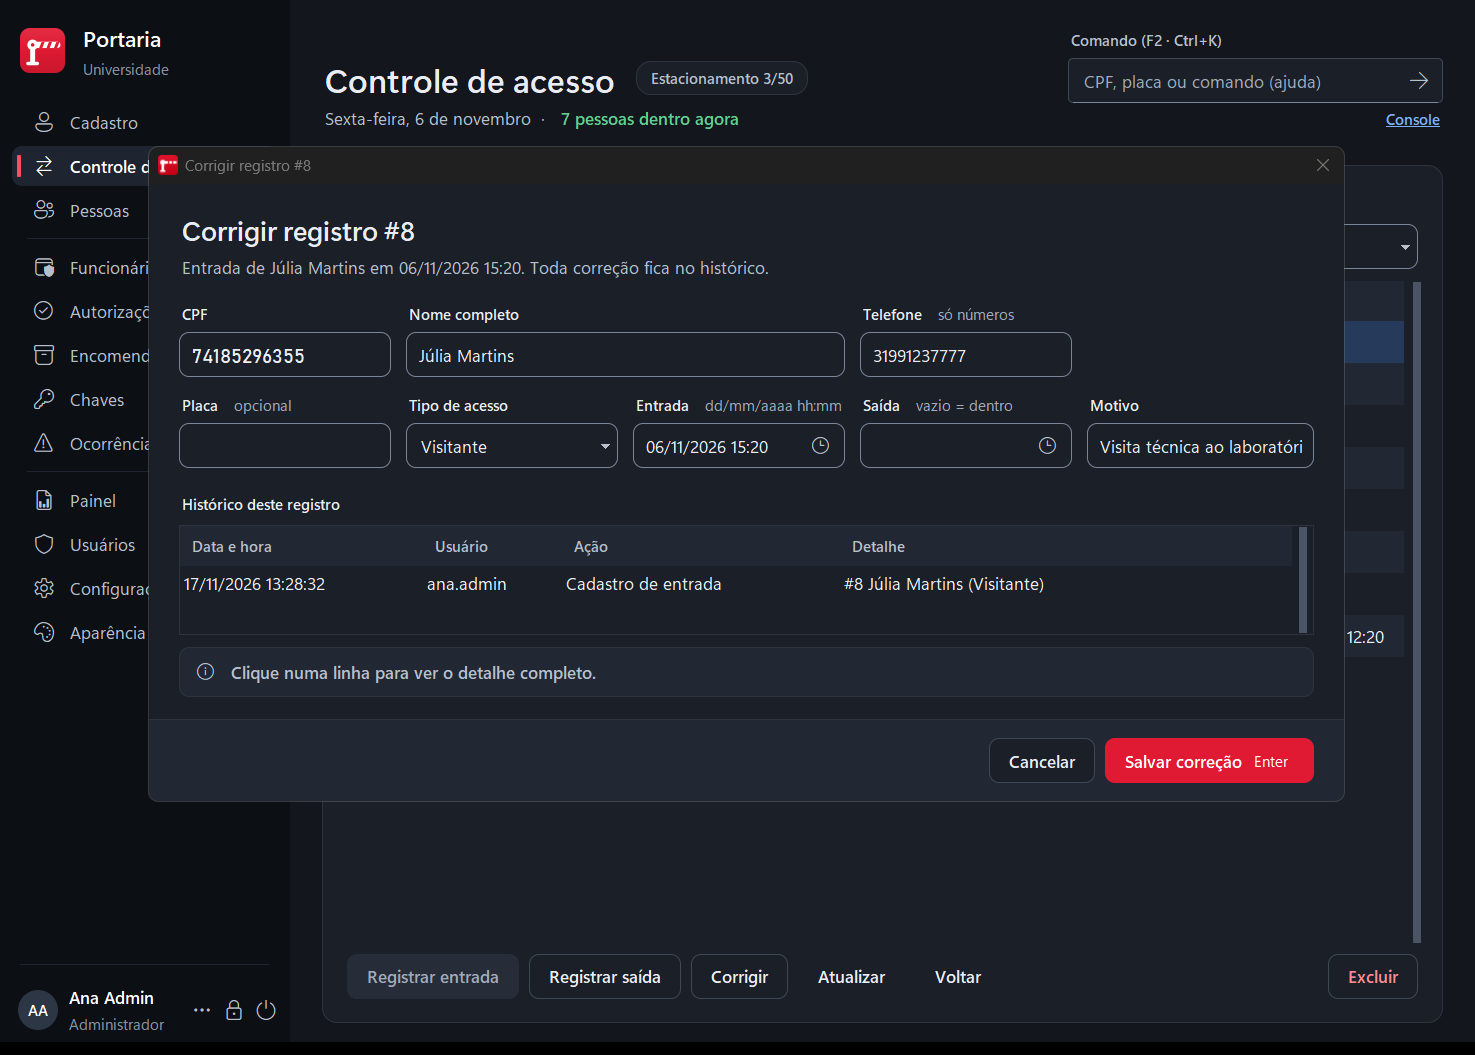 Portaria
Universidade
Cadastro
Controle d
Pessoas
Funcionári
Autorizaçõ
Encomend
Chaves
Ocorrência
Painel
Usuários
Configuraç
Aparência
AA
Ana Admin
Administrador
Controle de acesso
Estacionamento 3/50
Sexta-feira, 6 de novembro · 7 pessoas dentro agora
Comando (F2 · Ctrl+K)
CPF, placa ou comando (ajuda)
Console
Corrigir registro #8
Corrigir registro #8
Entrada de Júlia Martins em 06/11/2026 15:20. Toda correção fica no histórico.
CPF
Nome completo
Telefone só números
74185296355
Júlia Martins
31991237777
Placa opcional
Tipo de acesso
Entrada dd/mm/aaaa hh:mm
Saída vazio = dentro
Motivo
Visitante
06/11/2026 15:20
Visita técnica ao laboratóri
Histórico deste registro
Data e hora Usuário Ação Detalhe
17/11/2026 13:28:32 ana.admin Cadastro de entrada #8 Júlia Martins (Visitante)
Clique numa linha para ver o detalhe completo.
Cancelar
Salvar correção Enter
12:20
Registrar entrada
Registrar saída
Corrigir
Atualizar
Voltar
Excluir